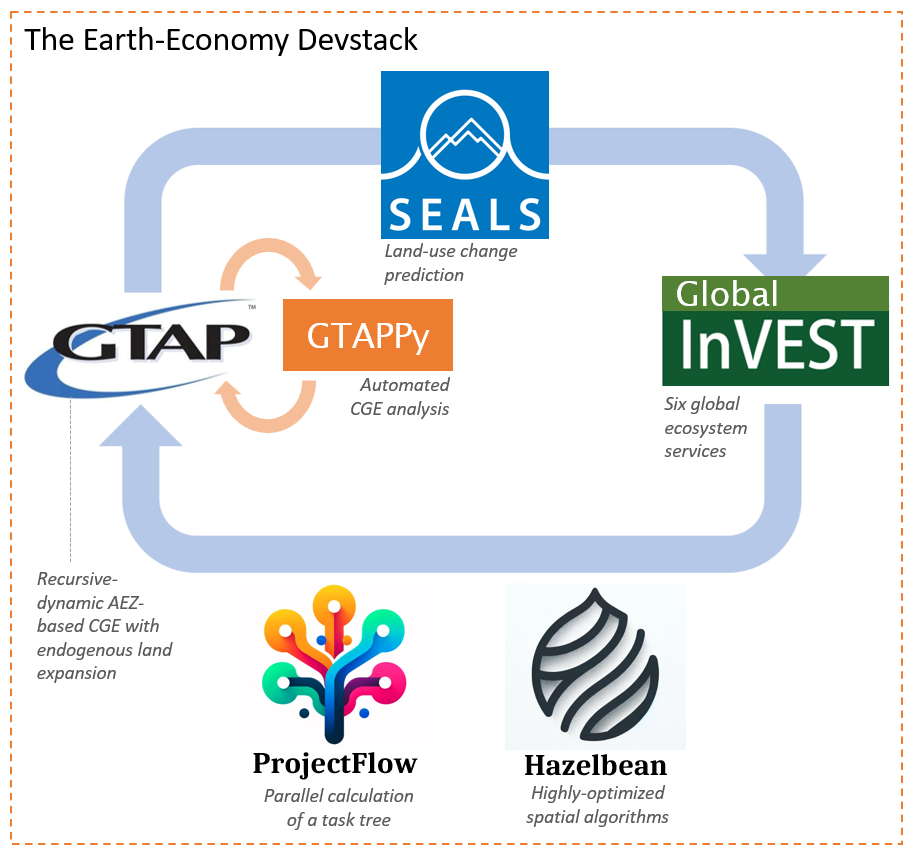 The Earth-Economy Devstack
SEALS
Land-use change
prediction
GTAP™
GTAPPy
Automated
CGE analysis
Global
InVEST
Six global
ecosystem
services
Recursive-
dynamic AEZ-
based CGE with
endogenous land
expansion
ProjectFlow
Parallel calculation
of a task tree
Hazelbean
Highly-optimized
spatial algorithms